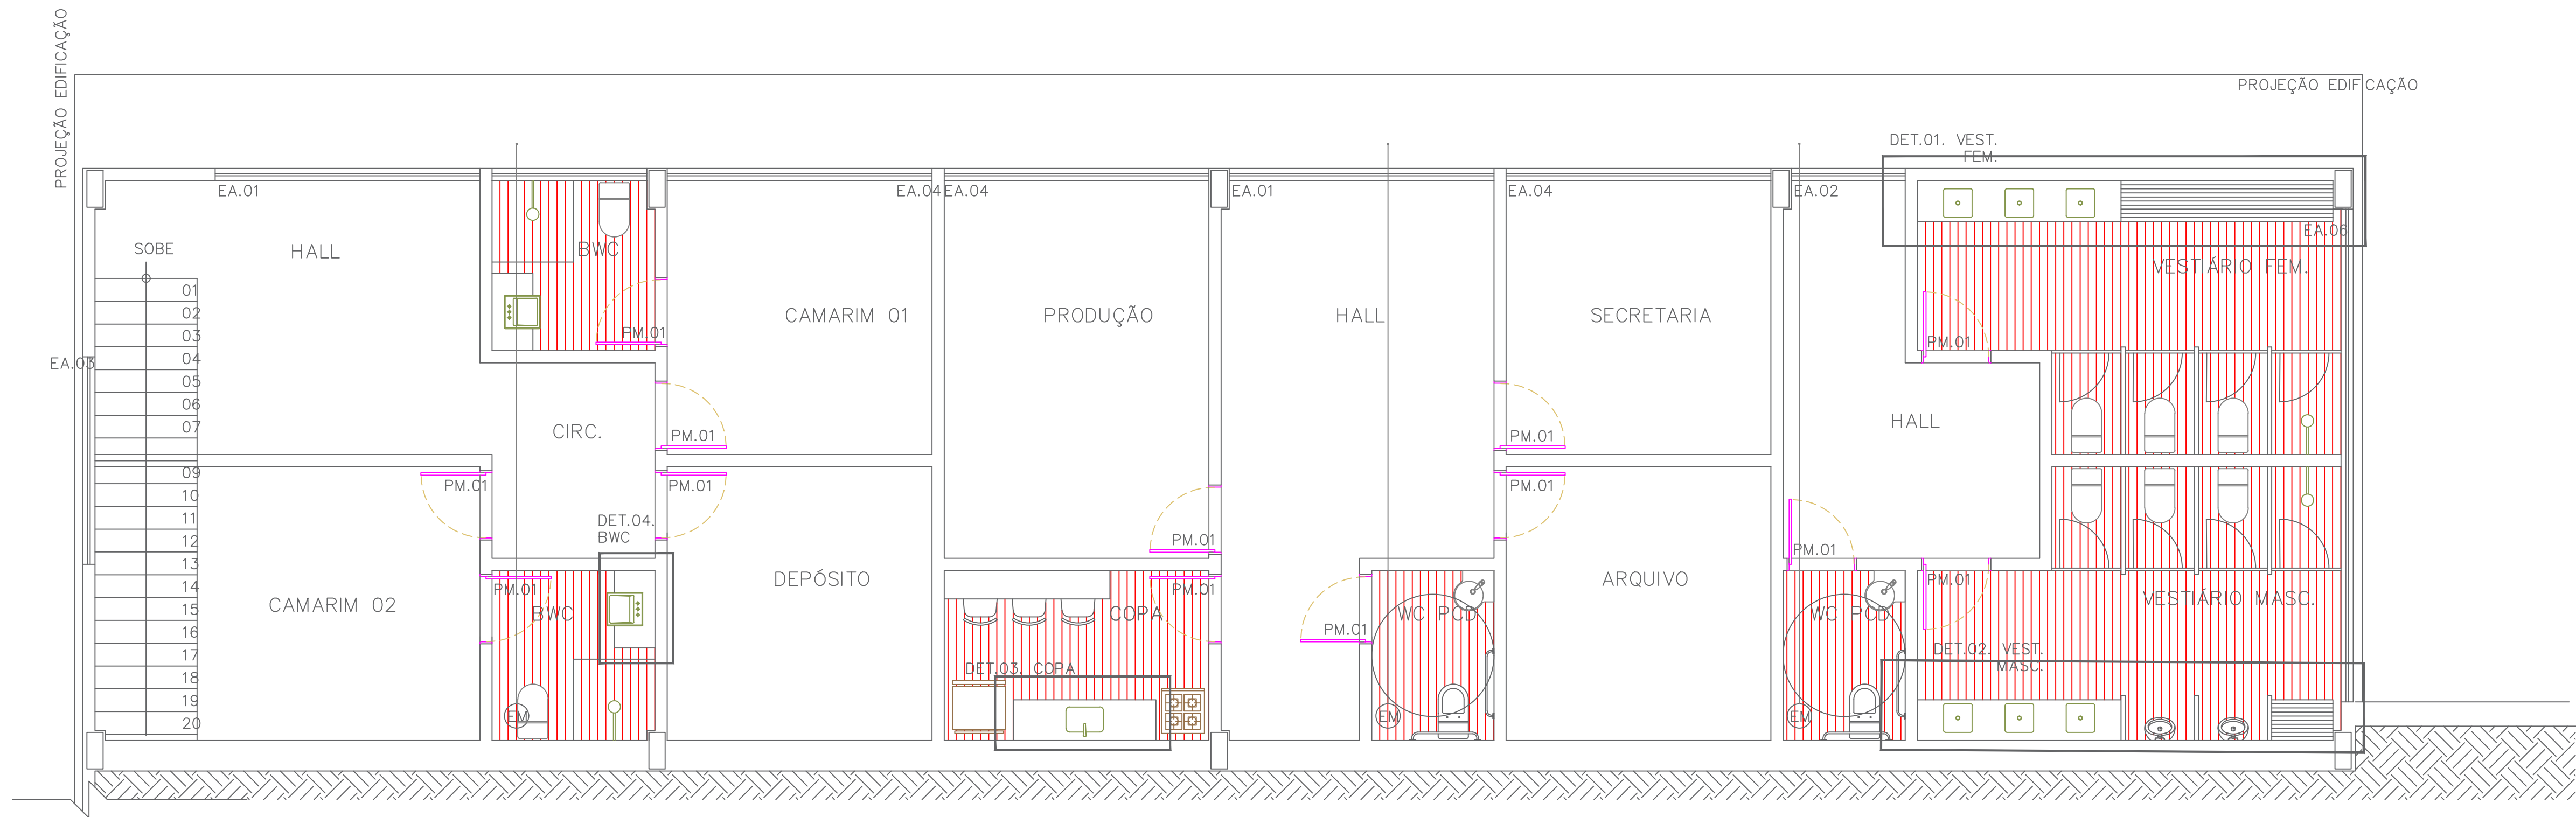 PROJEÇÃO EDIFICAÇÃO
PROJEÇÃO EDIFICAÇÃO
DET.01. VEST.
FEM.
EA.01
EA.04
EA.04
EA.01
EA.04
EA.02
EA.06
SOBE
HALL
BWC
VESTIÁRIO FEM.
01
02
03
04
05
06
07
09
10
11
12
13
14
15
16
17
18
19
20
EA.03
PM.01
CAMARIM 01
PRODUÇÃO
HALL
SECRETARIA
PM.01
HALL
CIRC.
PM.01
PM.01
PM.01
PM.01
PM.01
DET.04.
BWC
PM.01
PM.01
CAMARIM 02
PM.01
BWC
DEPÓSITO
PM.01
COPA
DET.03. COPA
PM.01
WC PCD
ARQUIVO
WC PCD
PM.01
VESTIÁRIO MASC.
DET.02. VEST.
MASC.
EM
EM
EM